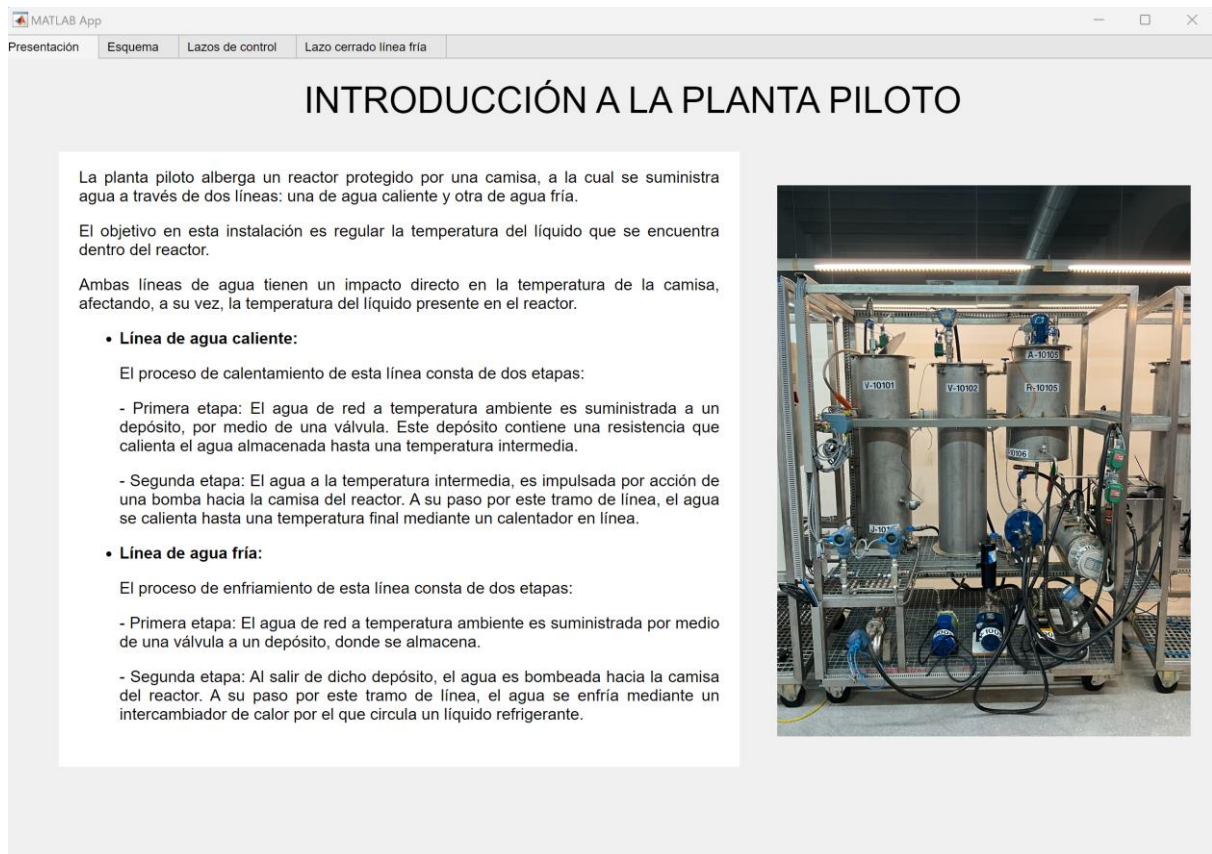 MATLAB App
Presentación Esquema Lazos de control Lazo cerrado línea fría
INTRODUCCIÓN A LA PLANTA PILOTO
La planta piloto alberga un reactor protegido por una camisa, a la cual se suministra
agua a través de dos líneas: una de agua caliente y otra de agua fría.
El objetivo en esta instalación es regular la temperatura del líquido que se encuentra
dentro del reactor.
Ambas líneas de agua tienen un impacto directo en la temperatura de la camisa,
afectando, a su vez, la temperatura del líquido presente en el reactor.
• Línea de agua caliente:
El proceso de calentamiento de esta línea consta de dos etapas:
- Primera etapa: El agua de red a temperatura ambiente es suministrada a un
depósito, por medio de una válvula. Este depósito contiene una resistencia que
calienta el agua almacenada hasta una temperatura intermedia.
- Segunda etapa: El agua a la temperatura intermedia, es impulsada por acción de
una bomba hacia la camisa del reactor. A su paso por este tramo de línea, el agua
se calienta hasta una temperatura final mediante un calentador en línea.
• Línea de agua fría:
El proceso de enfriamiento de esta línea consta de dos etapas:
- Primera etapa: El agua de red a temperatura ambiente es suministrada por medio
de una válvula a un depósito, donde se almacena.
- Segunda etapa: Al salir de dicho depósito, el agua es bombeada hacia la camisa
del reactor. A su paso por este tramo de línea, el agua se enfría mediante un
intercambiador de calor por el que circula un líquido refrigerante.
A-10105
V-10101
V-10102
R-10105